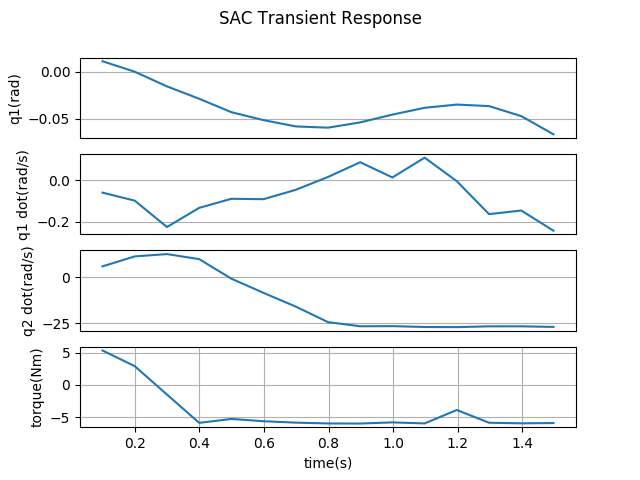 SAC Transient Response
q1(rad)
0.00
−0.05
q1 dot(rad/s)
0.0
−0.2
q2 dot(rad/s)
0
−25
torque(Nm)
5
0
−5
0.2 0.4 0.6 0.8 1.0 1.2 1.4
time(s)